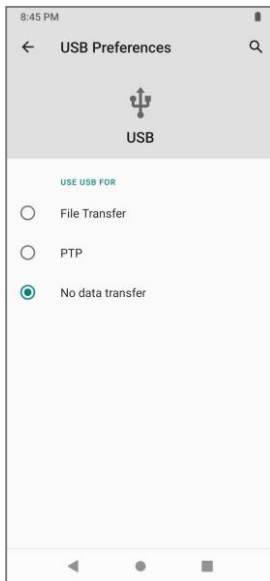 8:45 PM
USB Preferences
USB
USE USB FOR
File Transfer
PTP
No data transfer